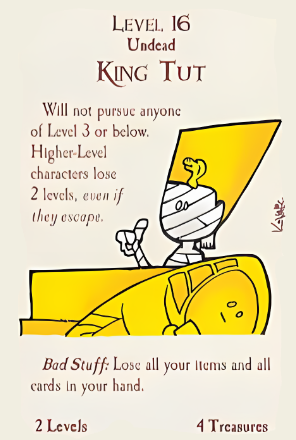 Level 16
Undead
King Tut
Will not pursue anyone
of Level 3 or below.
Higher-Level
characters lose
2 levels, even if
they escape.
Bad Stuff: Lose all your items and all
cards in your hand.
2 Levels
4 Treasures